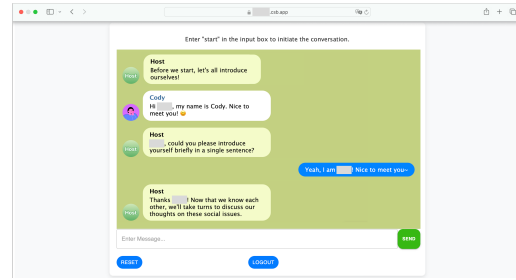 csb.app
Enter "start" in the input box to initiate the conversation.
Host
Before we start, let's all introduce
ourselves!
Host
Cody
Hi , my name is Cody. Nice to
meet you! 😊
Host
, could you please introduce
yourself briefly in a single sentence?
Host
Yeah, I am ! Nice to meet you~
Host
Thanks ! Now that we know each
other, we'll take turns to discuss our
thoughts on these social issues.
Host
Enter Message...
SEND
RESET
LOGOUT